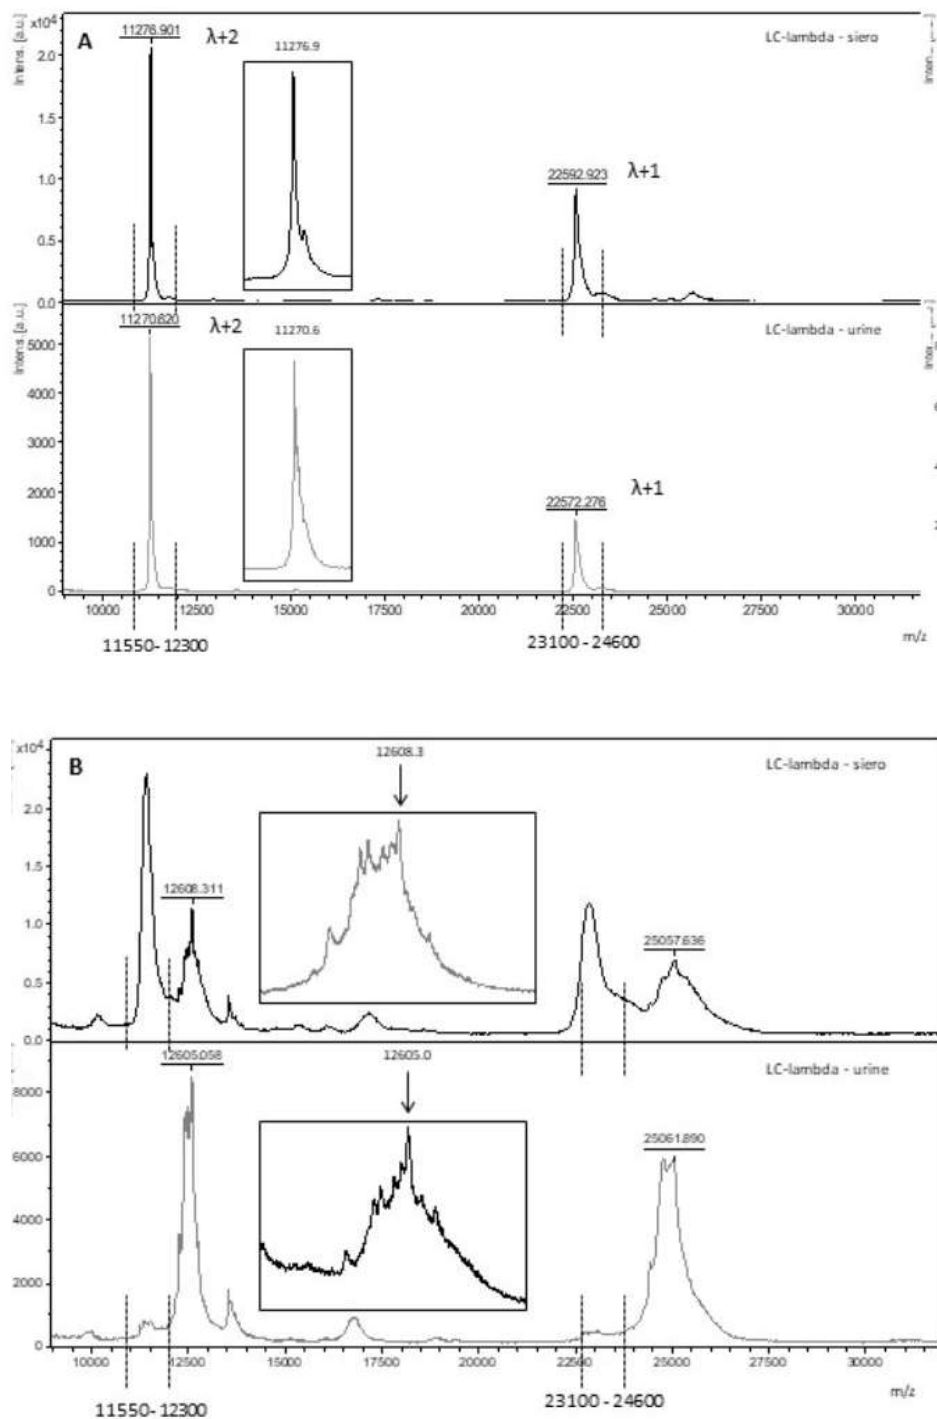 A
x10⁴
11276.901
λ+2
11276.9
LC-lambda - siero
Intens. [a.u.]
2.0
1.5
1.0
0.5
0.0
22592.923
λ+1
11270.620
λ+2
11270.6
LC-lambda - urine
Intens. [a.u.]
5000
4000
3000
2000
1000
0
22572.276
λ+1
10000 12500 15000 17500 20000 22500 25000 27500 30000
m/z
11550-12300
23100 - 24600
B
x10⁴
12608.3
LC-lambda - siero
2.0
1.5
1.0
0.5
0.0
12608.311
25057.636
12605.058
12605.0
LC-lambda - urine
8000
6000
4000
2000
0
25061.890
10000 12500 15000 17500 20000 22500 25000 27500 30000
m/z
11550-12300
23100 - 24600